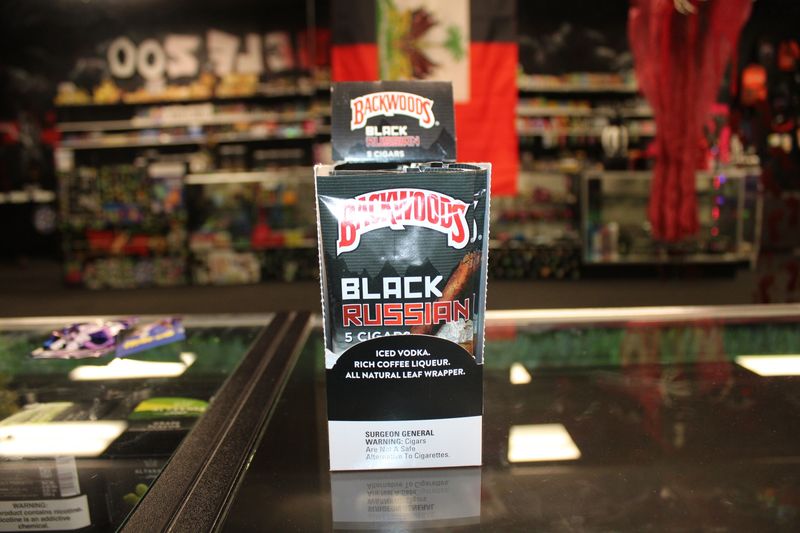 BACKWOODS
BLACK
RUSSIAN
5 CIGARS
BACKWOODS
BLACK
RUSSIAN
5 CIGARS
ICED VODKA.
RICH COFFEE LIQUEUR.
ALL NATURAL LEAF WRAPPER.
SURGEON GENERAL
WARNING: Cigars
Are Not A Safe
Alternative To Cigarettes.
WARNING:
product contains nicotine.
nicotine is an addictive
chemical.